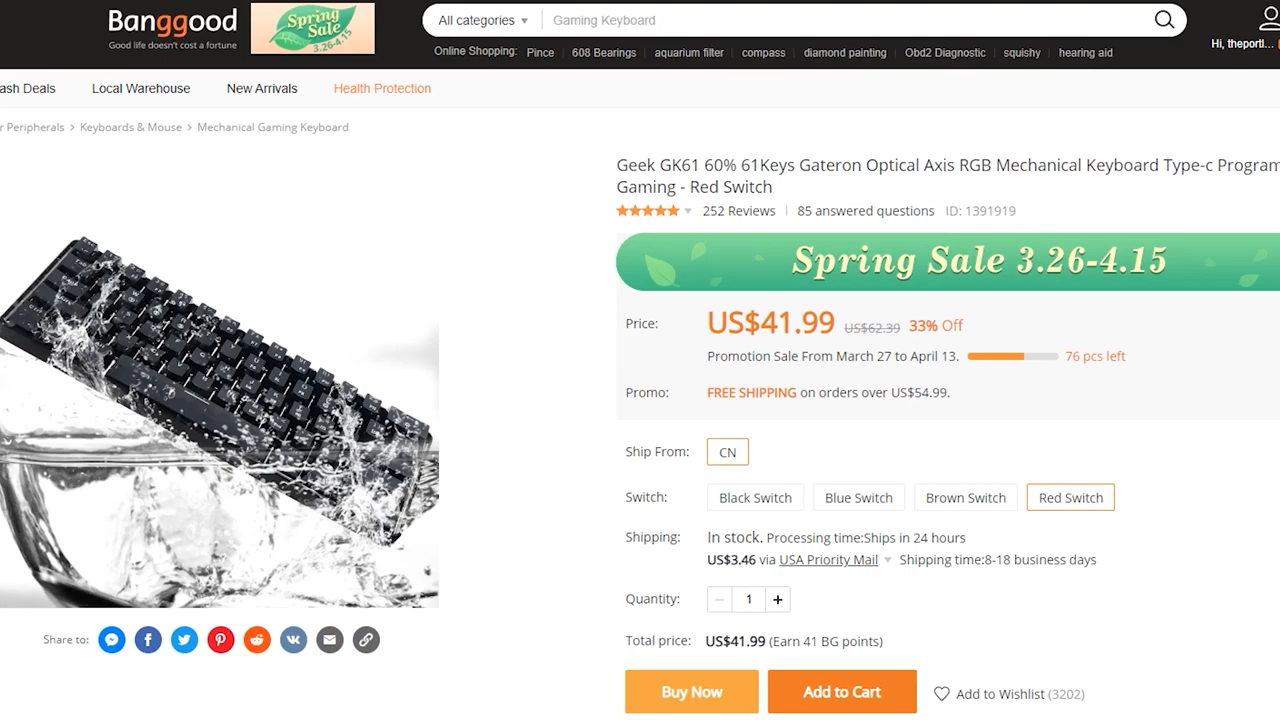 Banggood
Good life doesn't cost a fortune
Spring
Sale
3.26-4.15
All categories
Gaming Keyboard
Hi, theportl...
Online Shopping: Pince 608 Bearings aquarium filter compass diamond painting Obd2 Diagnostic squishy hearing aid
ash Deals Local Warehouse New Arrivals Health Protection
r Peripherals > Keyboards & Mouse > Mechanical Gaming Keyboard
Geek GK61 60% 61Keys Gateron Optical Axis RGB Mechanical Keyboard Type-c Program
Gaming - Red Switch
252 Reviews 85 answered questions ID: 1391919
Spring Sale 3.26-4.15
Price: US$41.99 US$62.39 33% Off
Promotion Sale From March 27 to April 13. 76 pcs left
Promo: FREE SHIPPING on orders over US$54.99.
Ship From: CN
Switch: Black Switch Blue Switch Brown Switch Red Switch
Shipping: In stock. Processing time:Ships in 24 hours
US$3.46 via USA Priority Mail Shipping time:8-18 business days
Quantity: − 1 +
Share to:
Total price: US$41.99 (Earn 41 BG points)
Buy Now Add to Cart Add to Wishlist (3202)